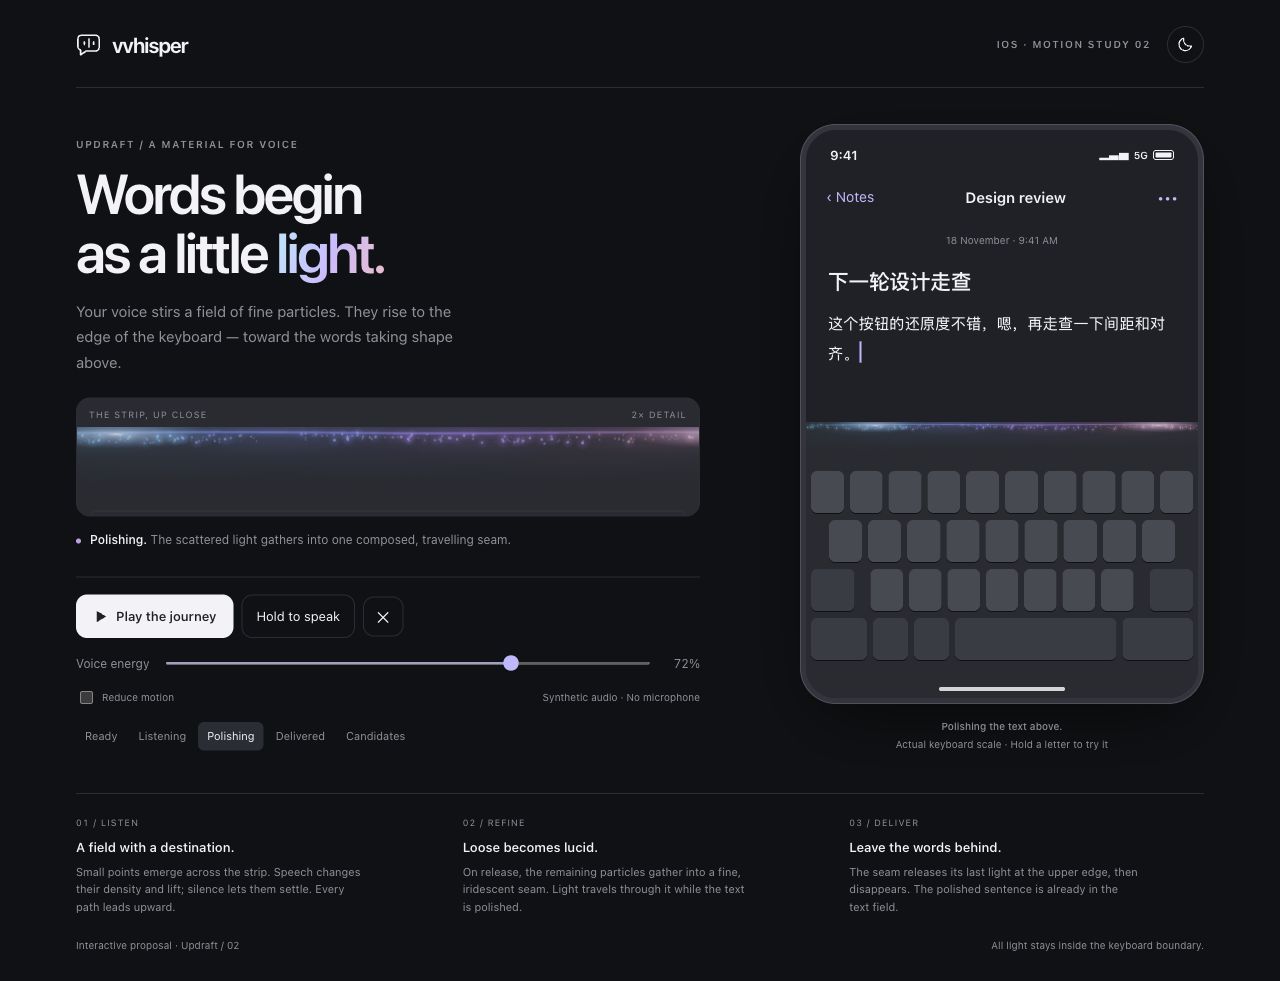 vvhisper
IOS · MOTION STUDY 02
UPDRAFT / A MATERIAL FOR VOICE
Words begin
as a little light.
Your voice stirs a field of fine particles. They rise to the
edge of the keyboard — toward the words taking shape
above.
THE STRIP, UP CLOSE
2× DETAIL
Polishing. The scattered light gathers into one composed, travelling seam.
Play the journey
Hold to speak
Voice energy
72%
Reduce motion
Synthetic audio · No microphone
Ready
Listening
Polishing
Delivered
Candidates
9:41
5G
‹ Notes
Design review
18 November · 9:41 AM
下一轮设计走查
这个按钮的还原度不错，嗯，再走查一下间距和对
齐。
Polishing the text above.
Actual keyboard scale · Hold a letter to try it
01 / LISTEN
A field with a destination.
Small points emerge across the strip. Speech changes
their density and lift; silence lets them settle. Every
path leads upward.
02 / REFINE
Loose becomes lucid.
On release, the remaining particles gather into a fine,
iridescent seam. Light travels through it while the text
is polished.
03 / DELIVER
Leave the words behind.
The seam releases its last light at the upper edge, then
disappears. The polished sentence is already in the
text field.
Interactive proposal · Updraft / 02
All light stays inside the keyboard boundary.